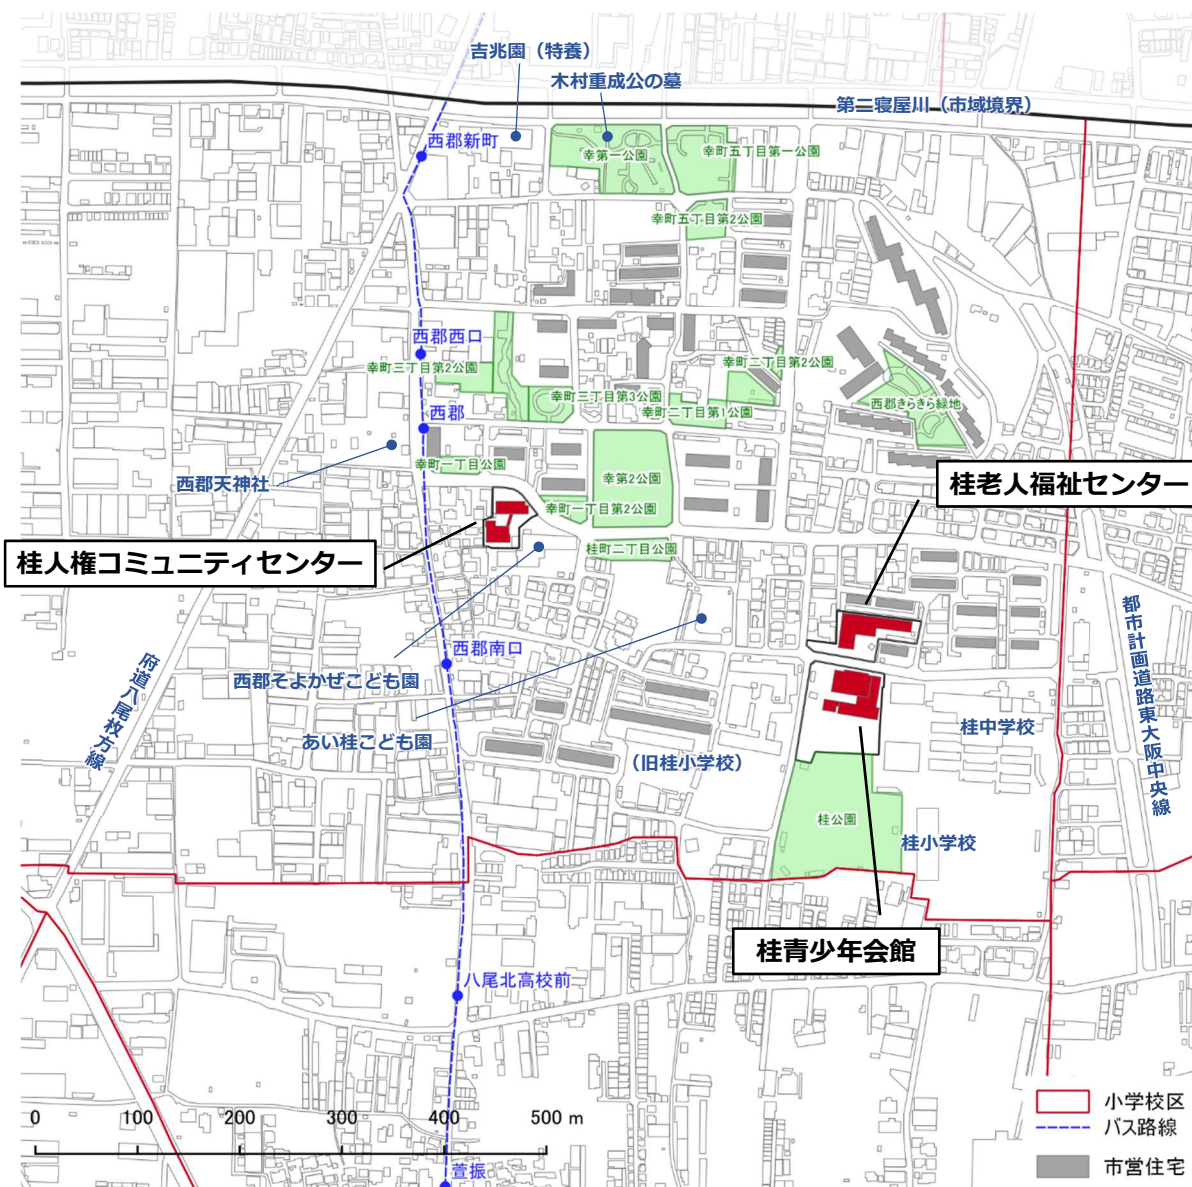 吉兆園（特養）
木村重成公の墓
第二寝屋川（市域境界）
西郡新町
幸第一公園
幸町五丁目第一公園
幸町五丁目第2公園
西郡西口
幸町三丁目第2公園
幸町二丁目第2公園
幸町三丁目第3公園
幸町二丁目第1公園
西郡きらきら緑地
西郡
幸町一丁目公園
西郡天神社
幸第2公園
桂老人福祉センター
幸町一丁目第2公園
桂人権コミュニティセンター
桂町二丁目公園
西郡南口
西郡そよかぜこども園
あい桂こども園
府道八尾枚方線
都市計画道路東大阪中央線
桂中学校
（旧桂小学校）
桂公園
桂小学校
桂青少年会館
八尾北高校前
0 100 200 300 400 500 m
萱振
小学校区
バス路線
市営住宅